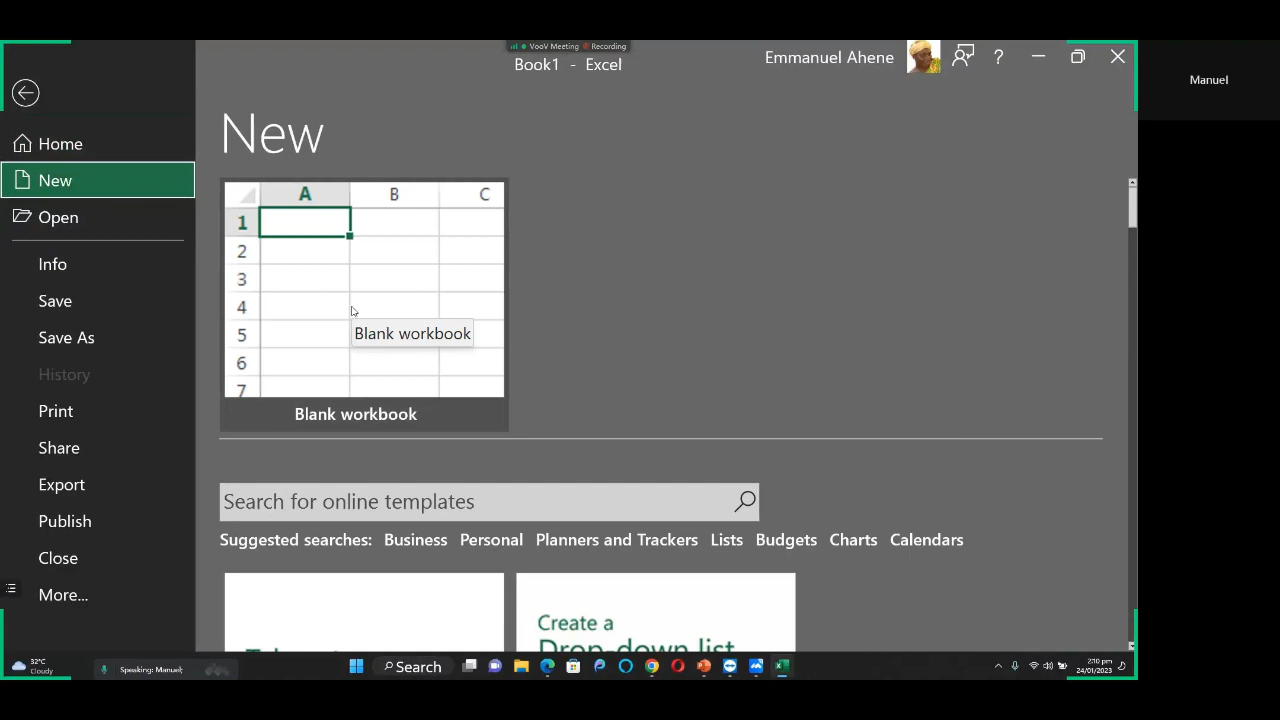 VooV Meeting Recording
Book1 - Excel
Emmanuel Ahene
?
Manuel
Home
New
Open
Info
Save
Save As
History
Print
Share
Export
Publish
Close
More...
New
A B C
1
2
3
4
5
6
7
Blank workbook
Blank workbook
Search for online templates
Suggested searches: Business Personal Planners and Trackers Lists Budgets Charts Calendars
Create a
Drop-down list
32°C
Cloudy
Speaking: Manuel;
Search
2:10 pm
24/01/2023